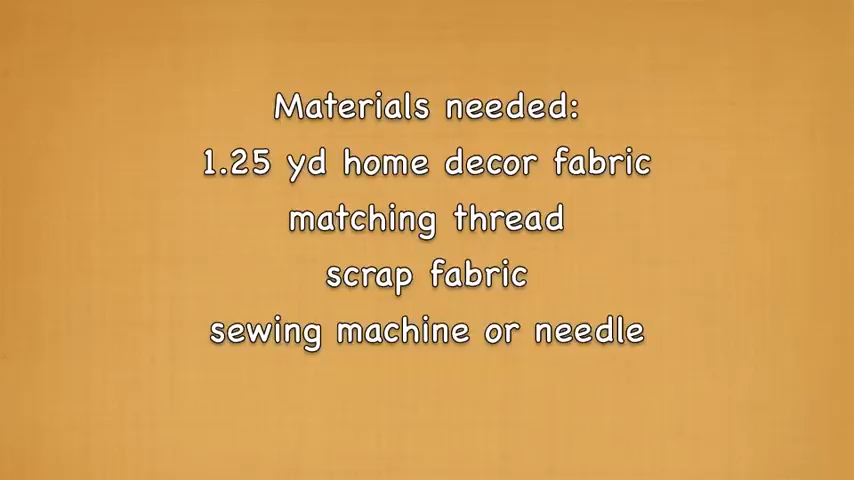 Materials needed:
1.25 yd home decor fabric
matching thread
scrap fabric
sewing machine or needle